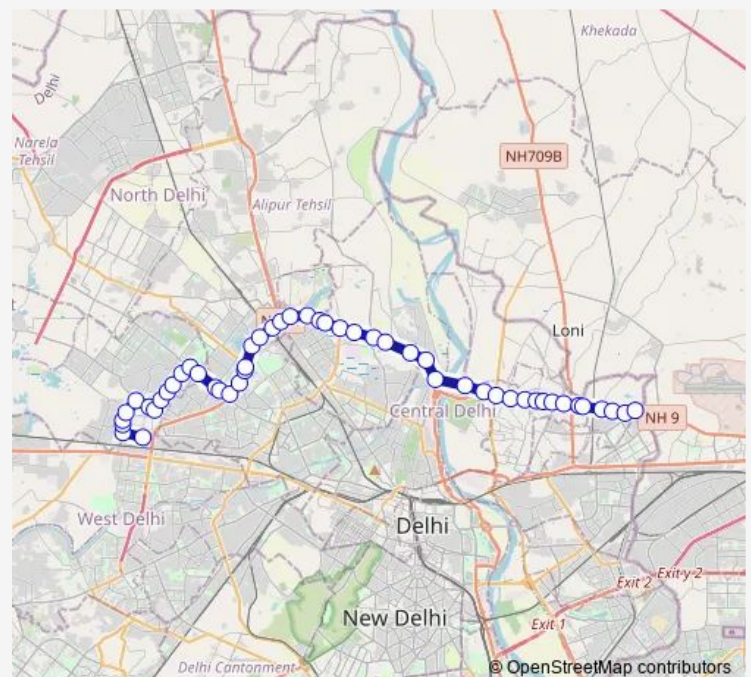 Khekada
Delhi
Narela
Tehsil
NH709B
North Delhi
Alipur Tehsil
Loni
Central Delhi
NH 9
West Delhi
Delhi
Exit 2
Exit-y 2
New Delhi
Exit 1
Delhi Cantonment
© OpenStreetMap contributors